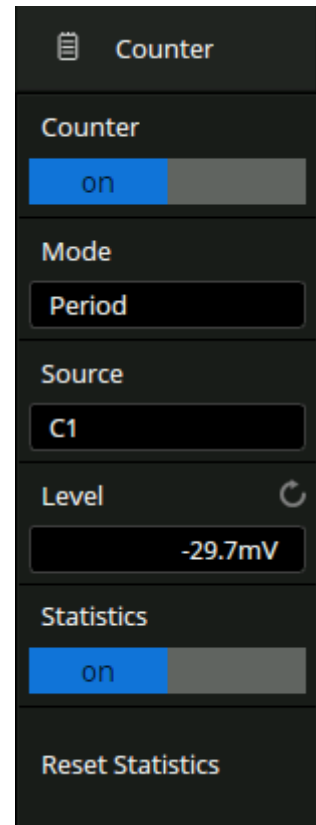 Counter
Counter
on
Mode
Period
Source
C1
Level
-29.7mV
Statistics
on
Reset Statistics